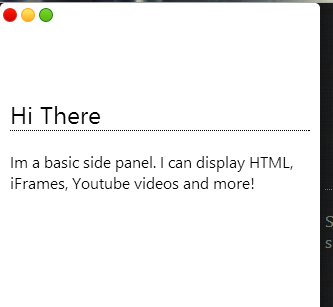 Hi There
Im a basic side panel. I can display HTML,
iFrames, Youtube videos and more!